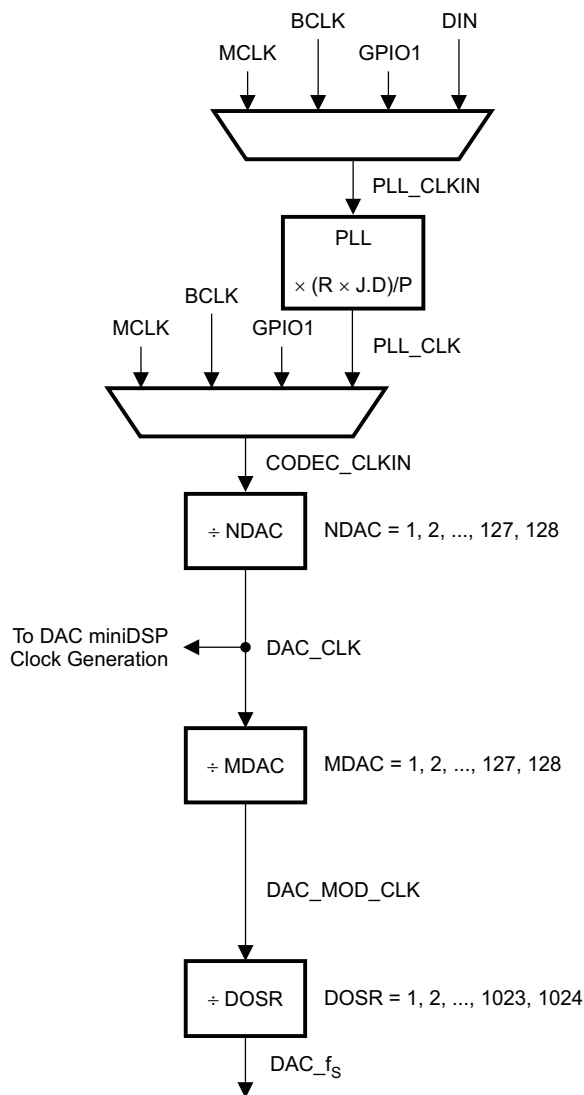 BCLK
DIN
MCLK
GPIO1
PLL_CLKIN
PLL
× (R × J.D)/P
BCLK
MCLK
GPIO1
PLL_CLK
CODEC_CLKIN
÷ NDAC
NDAC = 1, 2, ..., 127, 128
To DAC miniDSP
Clock Generation
DAC_CLK
÷ MDAC
MDAC = 1, 2, ..., 127, 128
DAC_MOD_CLK
÷ DOSR
DOSR = 1, 2, ..., 1023, 1024
DAC_fS